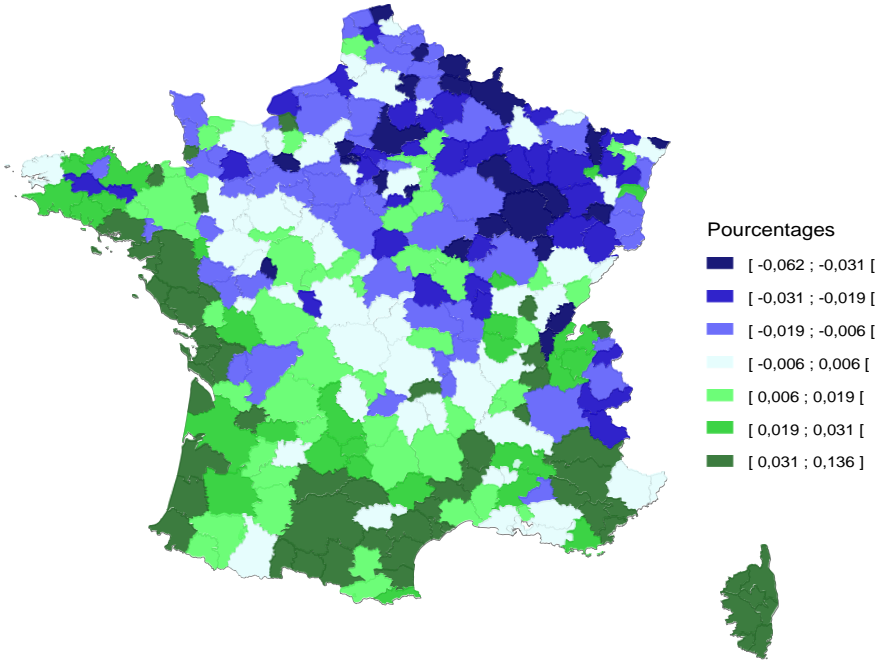 Pourcentages
[ -0,062 ; -0,031 [
[ -0,031 ; -0,019 [
[ -0,019 ; -0,006 [
[ -0,006 ; 0,006 [
[ 0,006 ; 0,019 [
[ 0,019 ; 0,031 [
[ 0,031 ; 0,136 ]